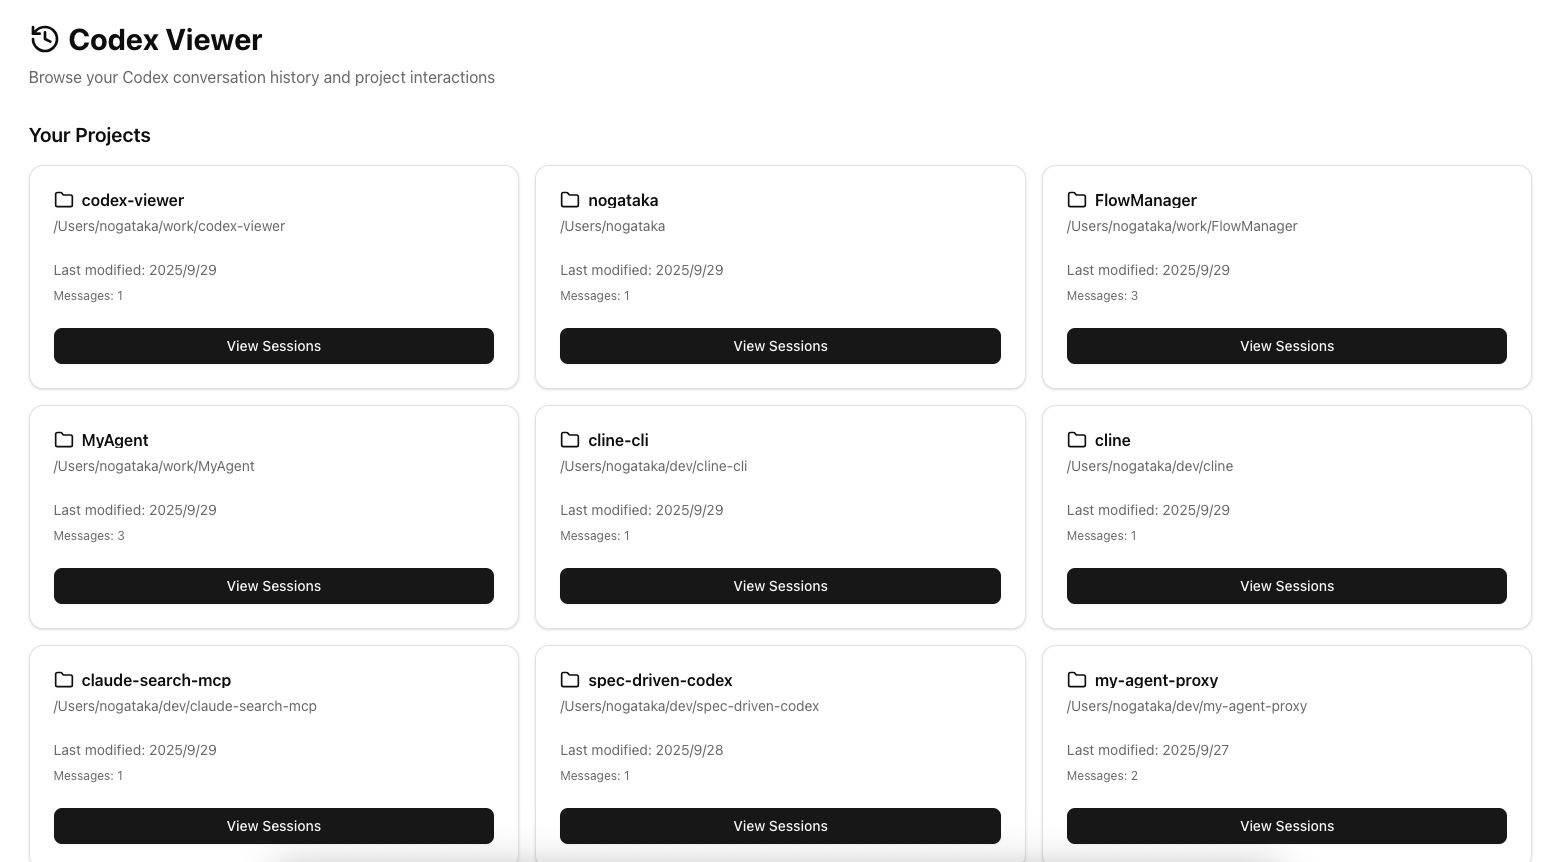 Codex Viewer
Browse your Codex conversation history and project interactions
Your Projects
codex-viewer
/Users/nogataka/work/codex-viewer
Last modified: 2025/9/29
Messages: 1
View Sessions
nogataka
/Users/nogataka
Last modified: 2025/9/29
Messages: 1
View Sessions
FlowManager
/Users/nogataka/work/FlowManager
Last modified: 2025/9/29
Messages: 3
View Sessions
MyAgent
/Users/nogataka/work/MyAgent
Last modified: 2025/9/29
Messages: 3
View Sessions
cline-cli
/Users/nogataka/dev/cline-cli
Last modified: 2025/9/29
Messages: 1
View Sessions
cline
/Users/nogataka/dev/cline
Last modified: 2025/9/29
Messages: 1
View Sessions
claude-search-mcp
/Users/nogataka/dev/claude-search-mcp
Last modified: 2025/9/29
Messages: 1
View Sessions
spec-driven-codex
/Users/nogataka/dev/spec-driven-codex
Last modified: 2025/9/28
Messages: 1
View Sessions
my-agent-proxy
/Users/nogataka/dev/my-agent-proxy
Last modified: 2025/9/27
Messages: 2
View Sessions